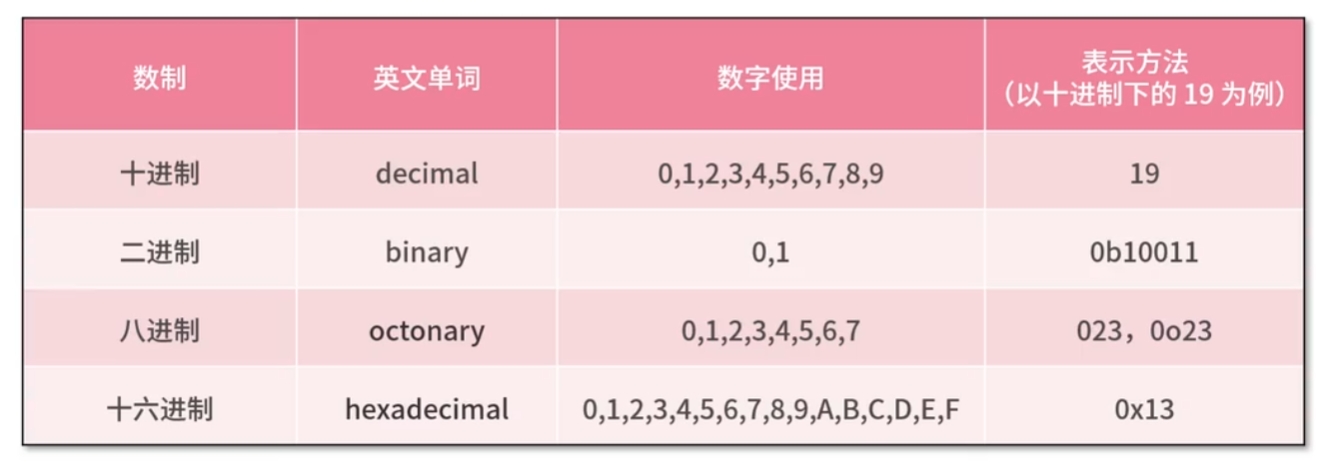 数制 英文单词 数字使用 表示方法
（以十进制下的 19 为例）
十进制 decimal 0,1,2,3,4,5,6,7,8,9 19
二进制 binary 0,1 0b10011
八进制 octonary 0,1,2,3,4,5,6,7 023，0o23
十六进制 hexadecimal 0,1,2,3,4,5,6,7,8,9,A,B,C,D,E,F 0x13